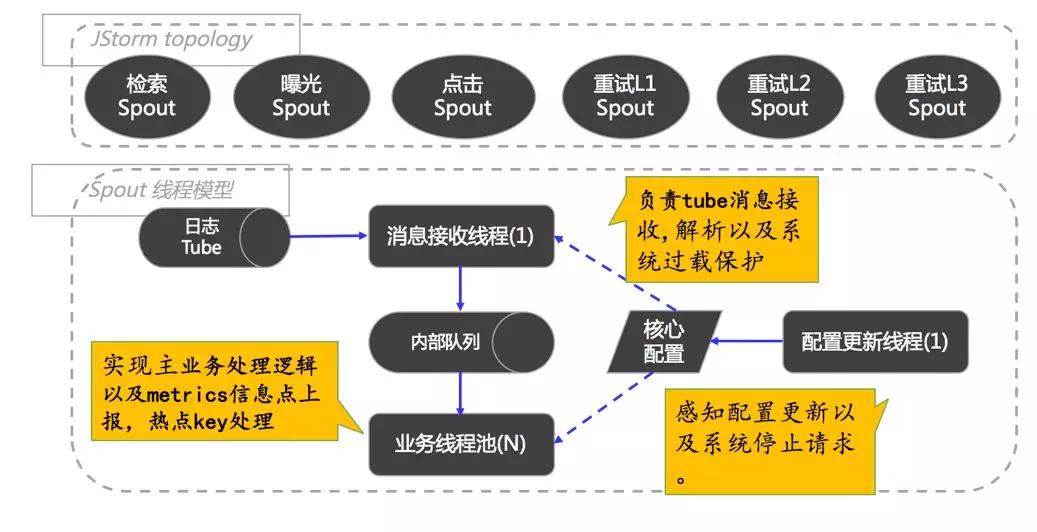 JStorm topology
检索
Spout
曝光
Spout
点击
Spout
重试L1
Spout
重试L2
Spout
重试L3
Spout
Spout 线程模型
日志
Tube
消息接收线程(1)
负责tube消息接
收,解析以及系
统过载保护
内部队列
核心
配置
配置更新线程(1)
实现主业务处理逻辑
以及metrics信息点上
报，热点key处理
业务线程池(N)
感知配置更新以
及系统停止请求
。